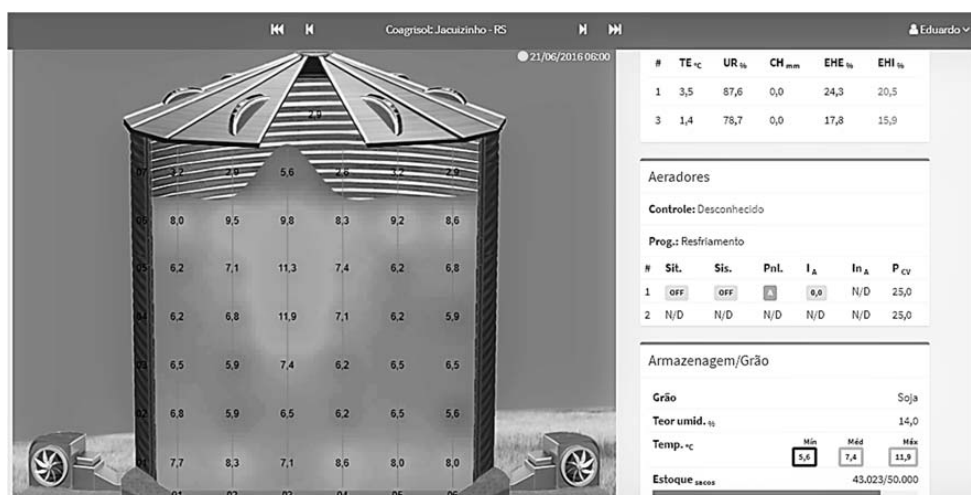 Coagrisol: Jacuizinho - RS
Eduardo
21/06/2016 06:00
# TE °C UR % CH mm EHE % EHI %
1 3,5 87,6 0,0 24,3 20,5
3 1,4 78,7 0,0 17,8 15,9
Aeradores
Controle: Desconhecido
Prog.: Resfriamento
# Sit. Sis. Pnl. I A In A P CV
1 OFF OFF A 0,0 N/D 25,0
2 N/D N/D N/D N/D N/D 25,0
Armazenagem/Grão
Grão Soja
Teor umid. % 14,0
Temp. °C Mín Méd Máx
5,6 7,4 11,9
Estoque sacos 43.023/50.000
2,9
07 3,2 2,9 5,6 2,6 3,2 2,9
06 8,0 9,5 9,8 8,3 9,2 8,6
05 6,2 7,1 11,3 7,4 6,2 6,8
04 6,2 6,8 11,9 7,1 6,2 5,9
03 6,5 5,9 7,4 6,2 6,5 6,5
02 6,8 5,9 6,5 6,2 6,5 5,6
01 7,7 8,3 7,1 8,6 8,0 8,0
01 02 03 04 05 06